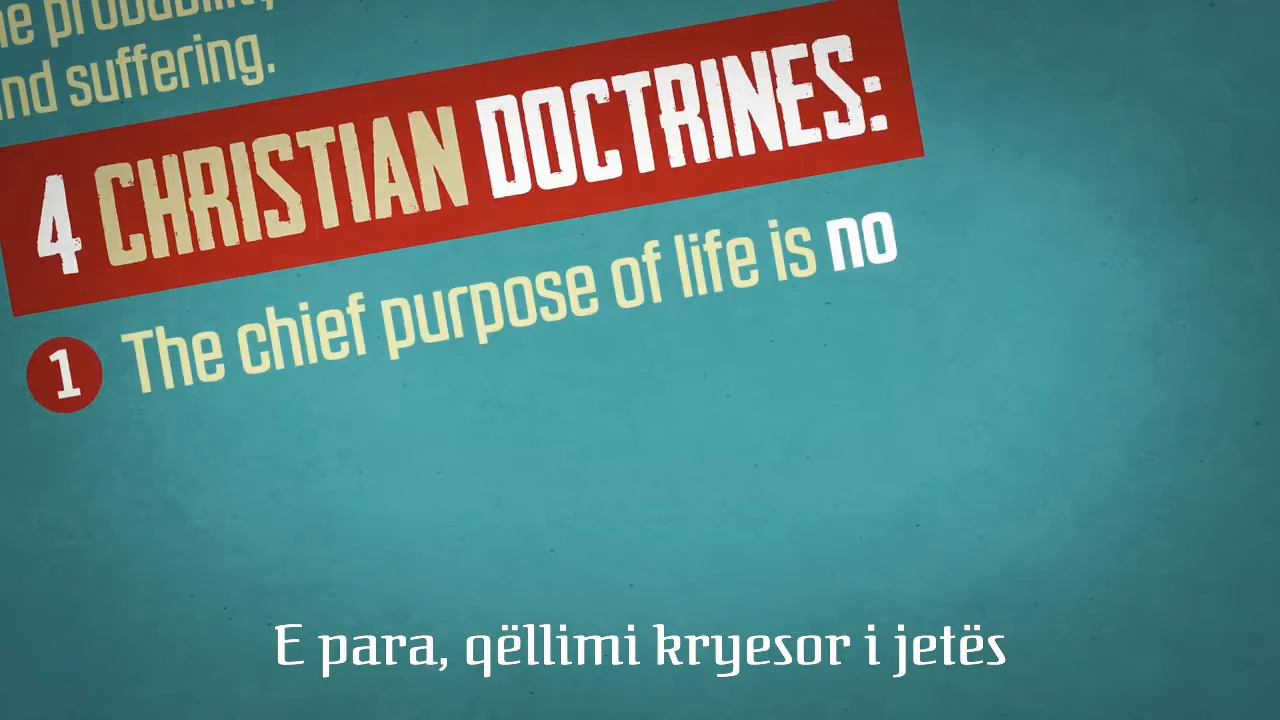 and suffering.
4 CHRISTIAN DOCTRINES:
1 The chief purpose of life is no
E para, qëllimi kryesor i jetës